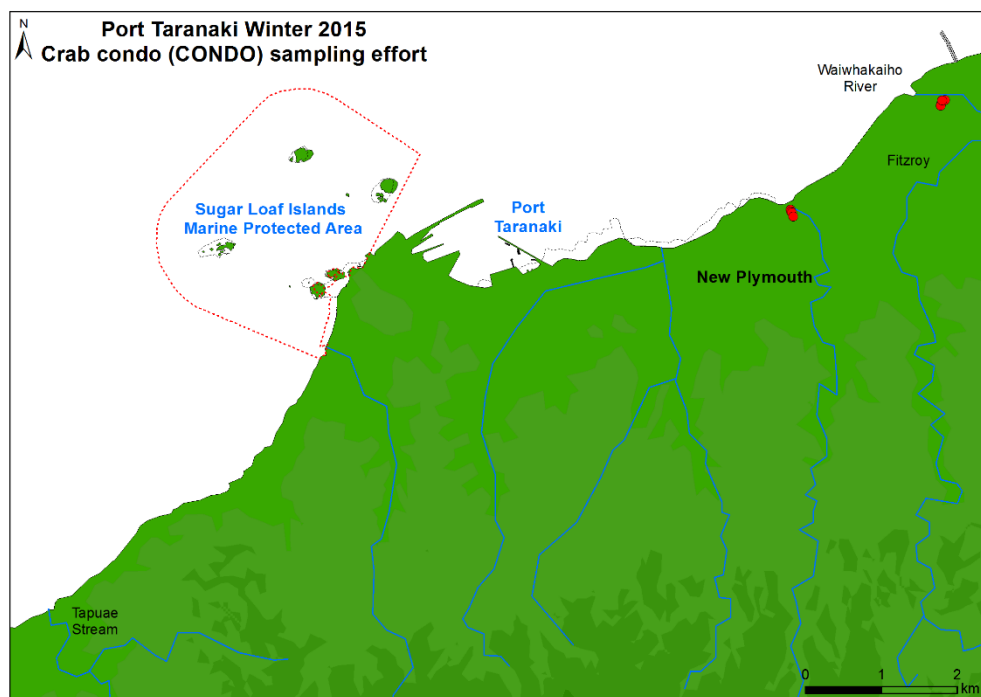 Port Taranaki Winter 2015
Crab condo (CONDO) sampling effort
N
Waiwhakaiho
River
Fitzroy
Sugar Loaf Islands
Marine Protected Area
Port
Taranaki
New Plymouth
Tapuae
Stream
0 1 2
km